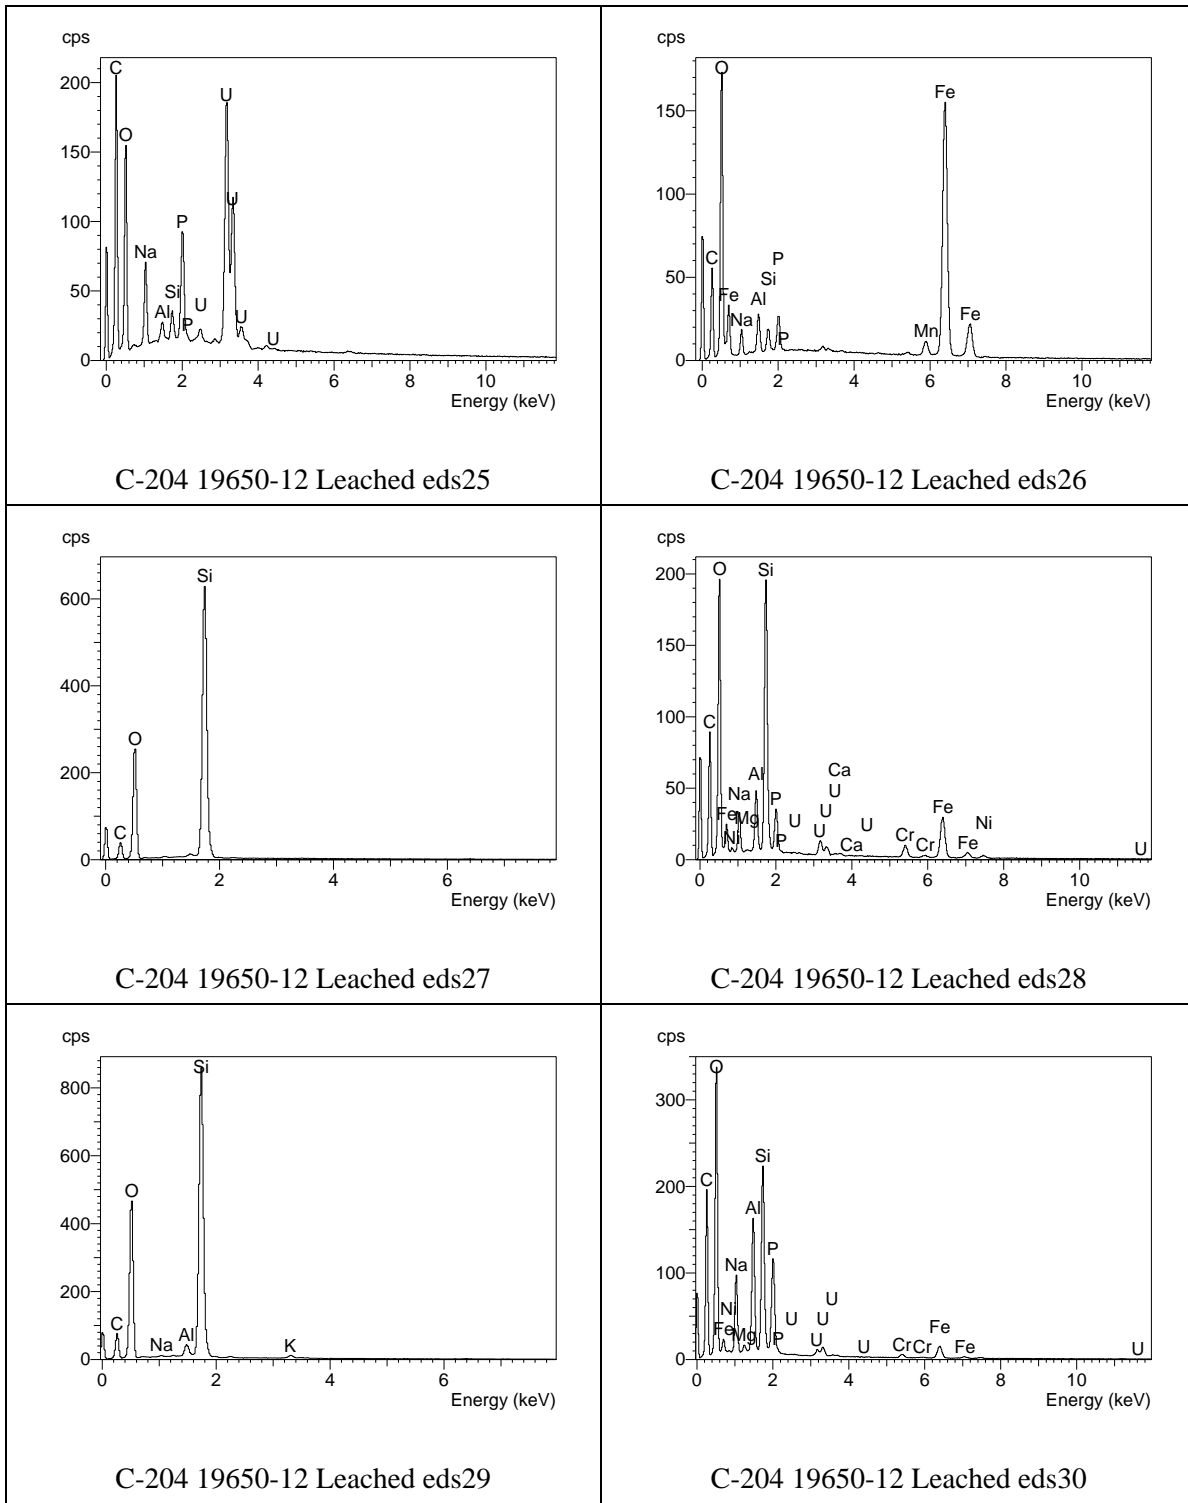 cps
200
150
100
50
0
C
O
Na
Al
Si
P
P
U
U
U
U
U
0 2 4 6 8 10
Energy (keV)
C-204 19650-12 Leached eds25
cps
150
100
50
0
O
C
Fe
Na
Al
Si
P
P
Mn
Fe
Fe
0 2 4 6 8 10
Energy (keV)
C-204 19650-12 Leached eds26
cps
600
400
200
0
C
O
Si
0 2 4 6
Energy (keV)
C-204 19650-12 Leached eds27
cps
200
150
100
50
0
C
O
Fe
Ni
Na
Mg
Al
Si
P
P
U
U
U
U
Ca
Ca
U
Cr
Cr
Fe
Fe
Ni
U
0 2 4 6 8 10
Energy (keV)
C-204 19650-12 Leached eds28
cps
800
600
400
200
0
C
O
Na
Al
Si
K
0 2 4 6
Energy (keV)
C-204 19650-12 Leached eds29
cps
300
200
100
0
C
O
Ni
Fe
Na
Mg
Al
Si
P
P
U
U
U
U
U
Cr
Cr
Fe
Fe
U
0 2 4 6 8 10
Energy (keV)
C-204 19650-12 Leached eds30